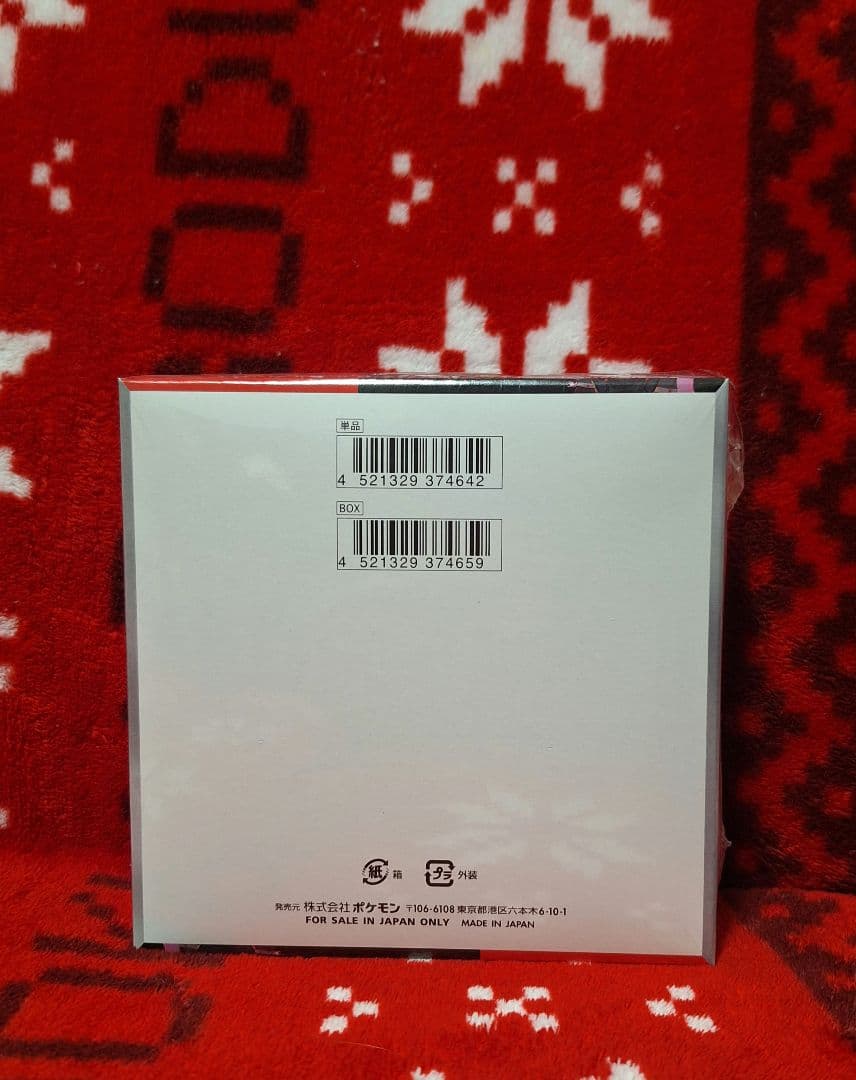 単品
4 521329 374642
BOX
4 521329 374659
紙 箱 プラ 外装
発売元 株式会社ポケモン 〒106-6108 東京都港区六本木6-10-1
FOR SALE IN JAPAN ONLY MADE IN JAPAN